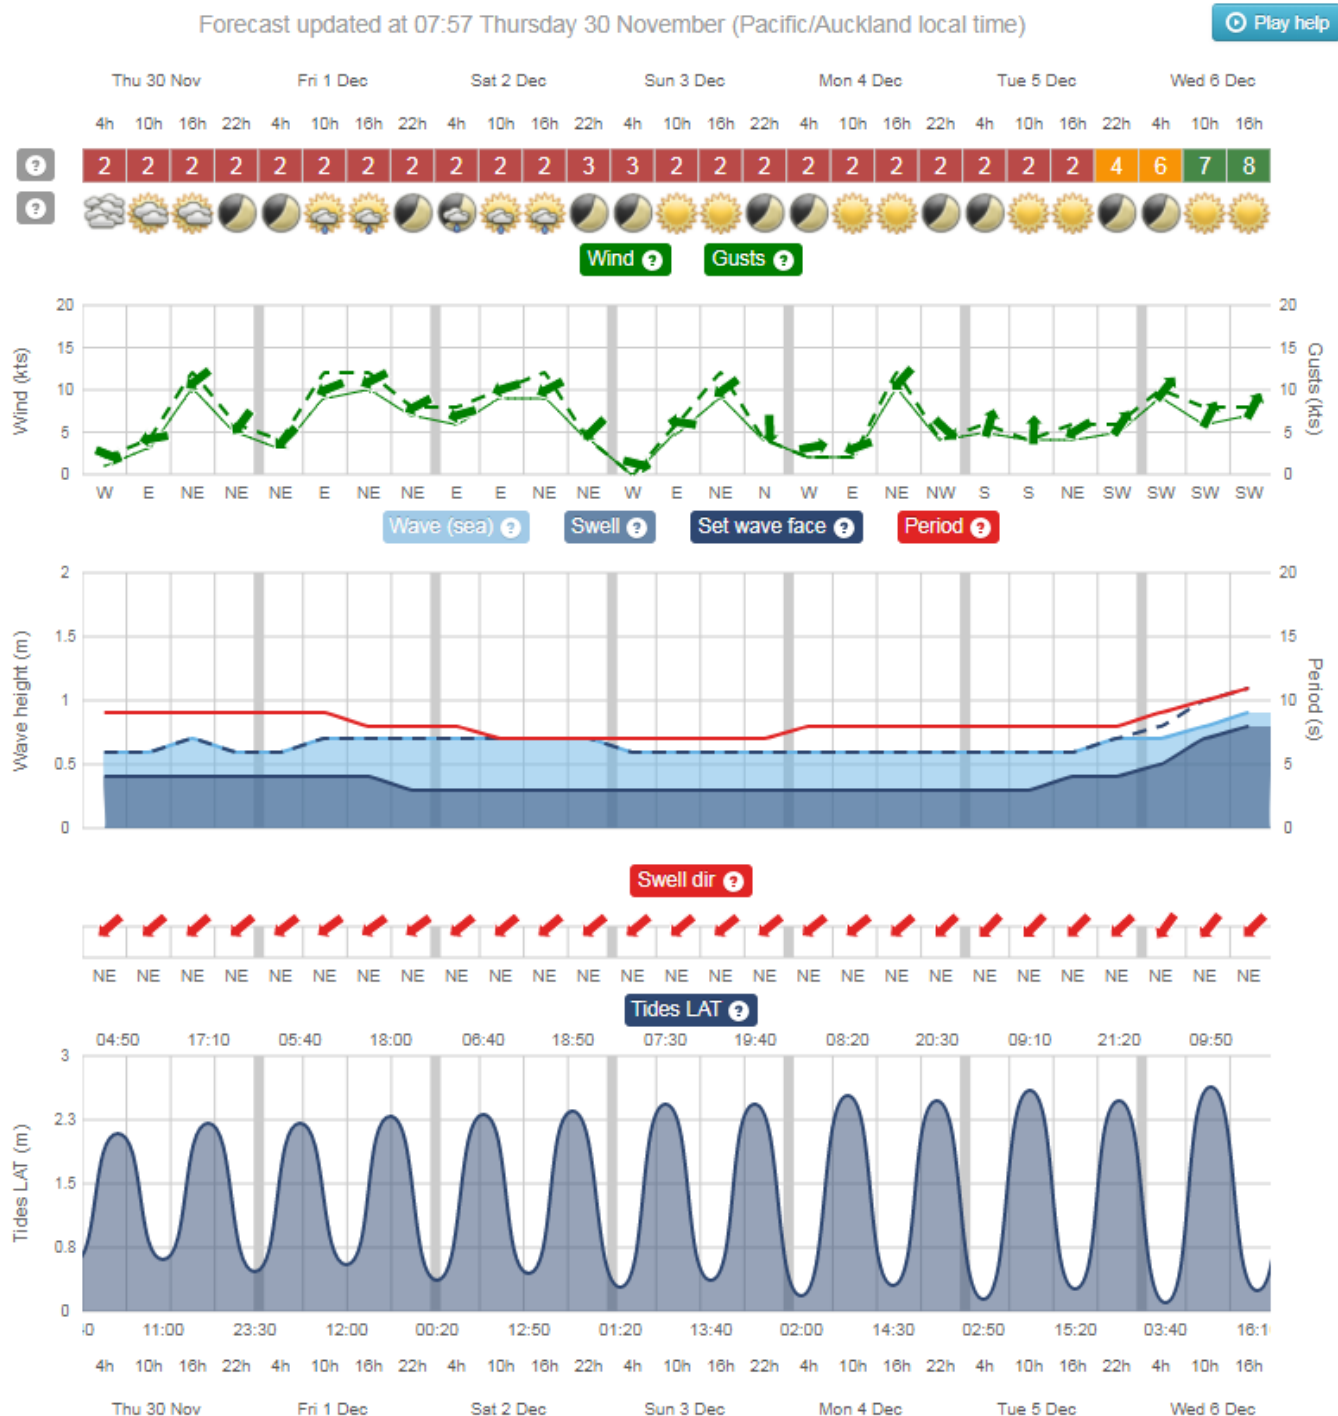 Forecast updated at 07:57 Thursday 30 November (Pacific/Auckland local time)
Play help
Thu 30 Nov Fri 1 Dec Sat 2 Dec Sun 3 Dec Mon 4 Dec Tue 5 Dec Wed 6 Dec
4h 10h 16h 22h 4h 10h 16h 22h 4h 10h 16h 22h 4h 10h 16h 22h 4h 10h 16h 22h 4h 10h 16h 22h 4h 10h 16h
? 2 2 2 2 2 2 2 2 2 2 2 3 3 2 2 2 2 2 2 2 2 2 2 4 6 7 8
?
Wind ? Gusts ?
20 20
15 15
10 10
5 5
0 0
Wind (kts)
Gusts (kts)
W E NE NE NE E NE NE E E NE NE W E NE N W E NE NW S S NE SW SW SW SW
Wave (sea) ? Swell ? Set wave face ? Period ?
2 20
1.5 15
1 10
0.5 5
0 0
Wave height (m)
Period (s)
Swell dir ?
NE NE NE NE NE NE NE NE NE NE NE NE NE NE NE NE NE NE NE NE NE NE NE NE NE NE NE
Tides LAT ?
04:50 17:10 05:40 18:00 06:40 18:50 07:30 19:40 08:20 20:30 09:10 21:20 09:50
3
2.3
1.5
0.8
0
Tides LAT (m)
11:00 23:30 12:00 00:20 12:50 01:20 13:40 02:00 14:30 02:50 15:20 03:40
4h 10h 16h 22h 4h 10h 16h 22h 4h 10h 16h 22h 4h 10h 16h 22h 4h 10h 16h 22h 4h 10h 16h 22h 4h 10h 16h
Thu 30 Nov Fri 1 Dec Sat 2 Dec Sun 3 Dec Mon 4 Dec Tue 5 Dec Wed 6 Dec